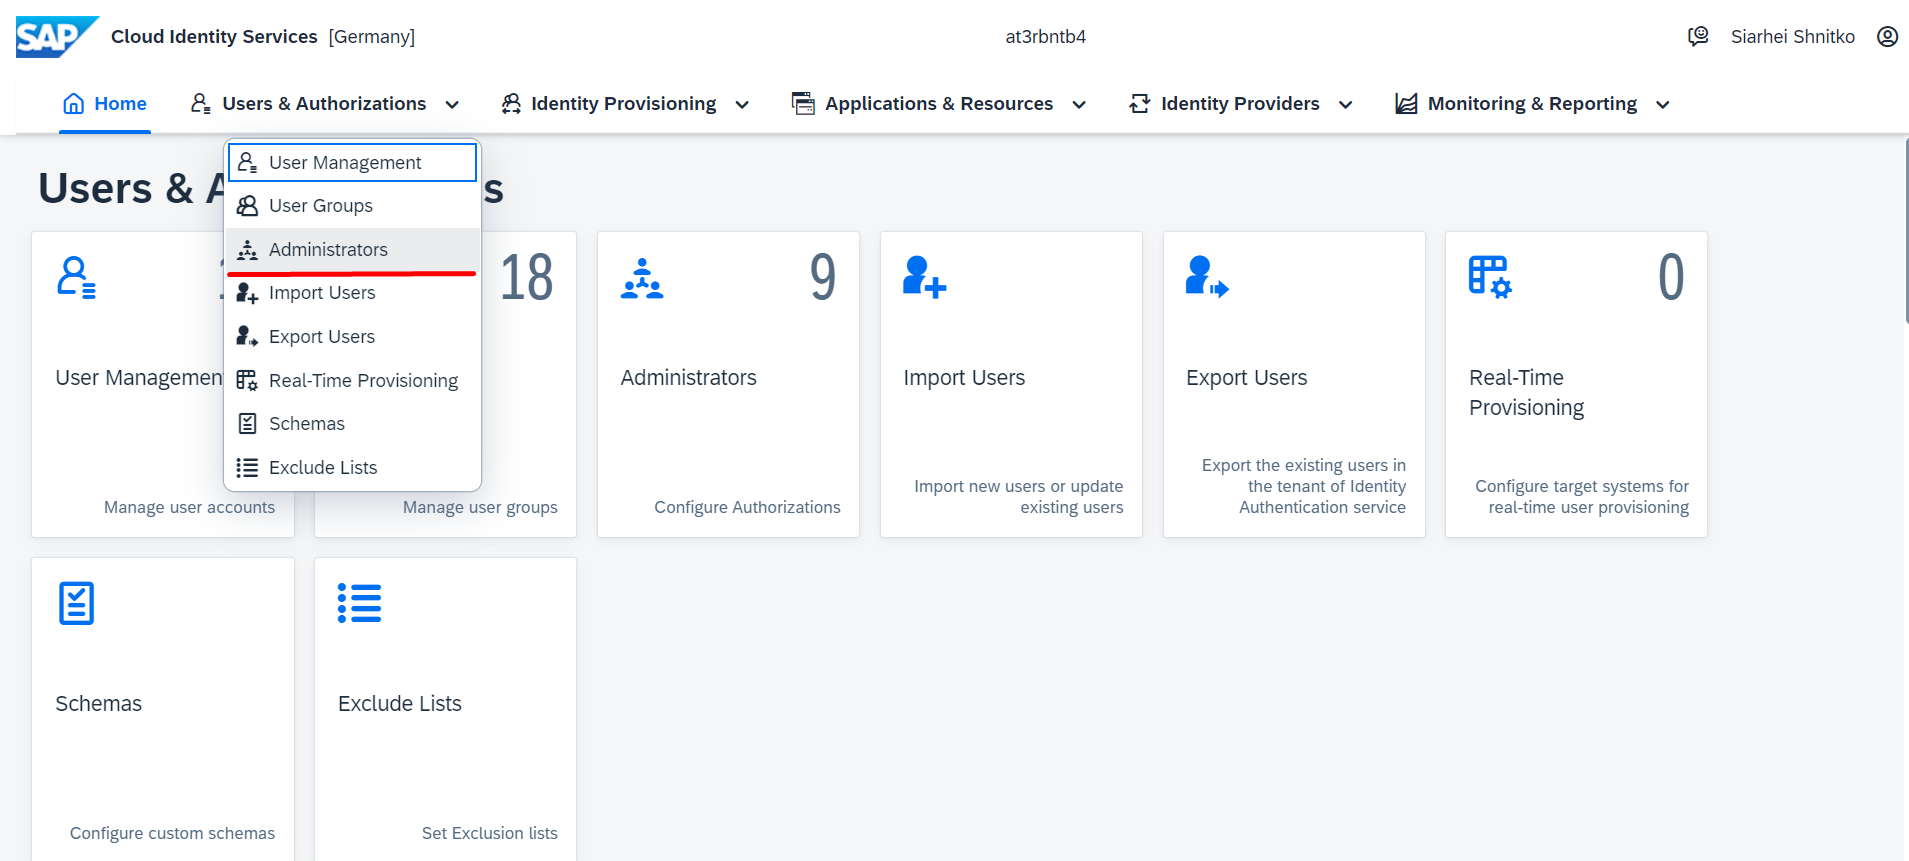 SAP Cloud Identity Services [Germany] at3rbntb4 Siarhei Shnitko
Home Users & Authorizations Identity Provisioning Applications & Resources Identity Providers Monitoring & Reporting
User Management
User Groups
Administrators
Import Users
Export Users
Real-Time Provisioning
Schemas
Exclude Lists
Users & A s
User Managemen
Manage user accounts
18
Manage user groups
9
Administrators
Configure Authorizations
Import Users
Import new users or update
existing users
Export Users
Export the existing users in
the tenant of Identity
Authentication service
0
Real-Time
Provisioning
Configure target systems for
real-time user provisioning
Schemas
Configure custom schemas
Exclude Lists
Set Exclusion lists